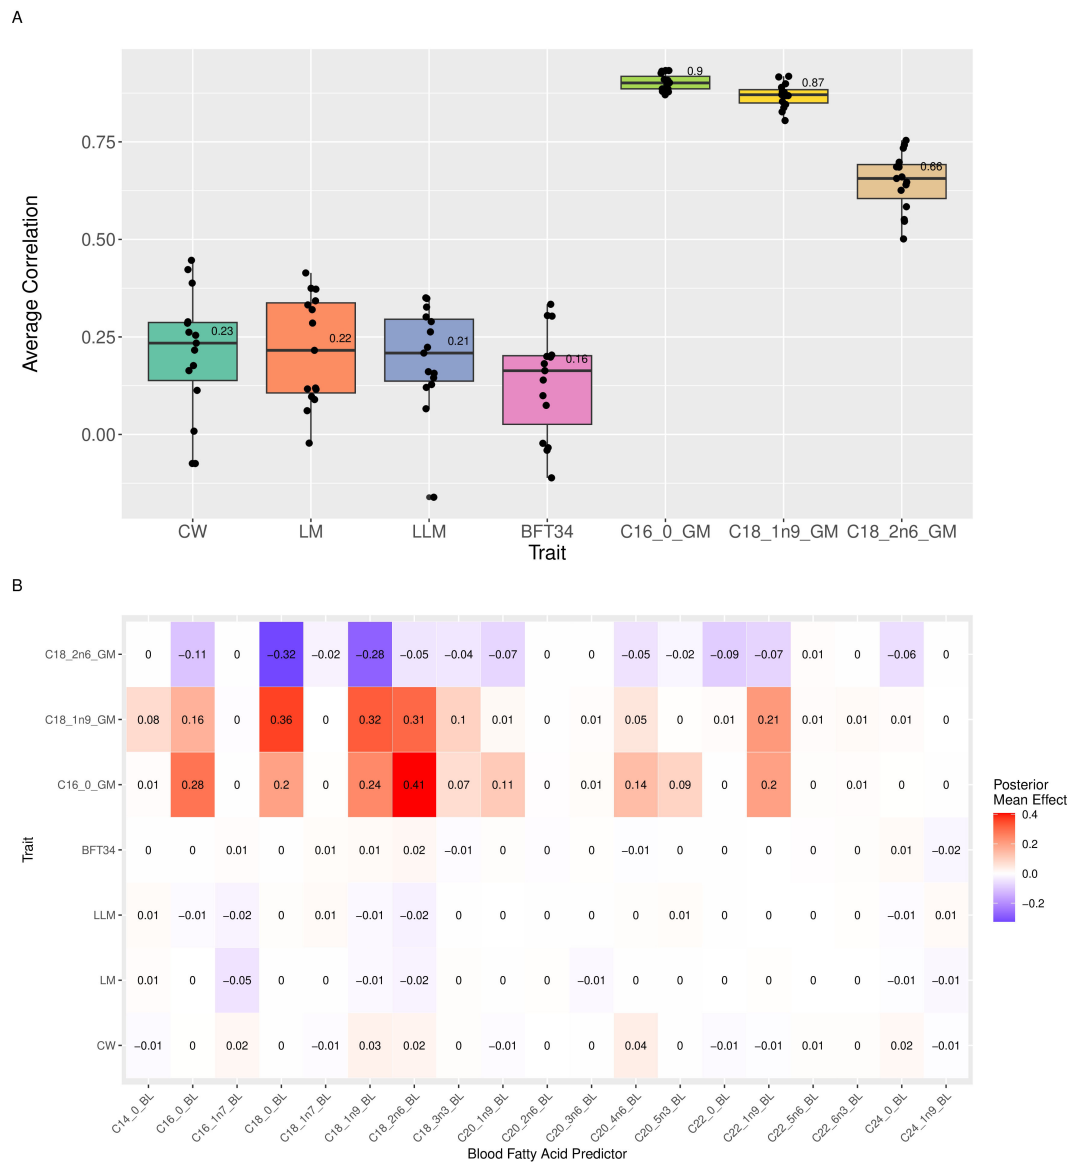 A
0.9
0.87
0.75
0.66
0.50
0.25
0.23
0.22
0.21
0.16
0.00
Average Correlation
CW LM LLM BFT34 C16_0_GM C18_1n9_GM C18_2n6_GM
Trait
B
C18_2n6_GM 0 −0.11 0 −0.32 −0.02 −0.28 −0.05 −0.04 −0.07 0 0 −0.05 −0.02 −0.09 −0.07 0.01 0 −0.06 0
C18_1n9_GM 0.08 0.16 0 0.36 0 0.32 0.31 0.1 0.01 0 0.01 0.05 0 0.01 0.21 0.01 0.01 0.01 0
C16_0_GM 0.01 0.28 0 0.2 0 0.24 0.41 0.07 0.11 0 0.01 0.14 0.09 0 0.2 0 0.01 0 0
BFT34 0 0 0.01 0 0.01 0.01 0.02 −0.01 0 0 0 −0.01 0 0 0 0 0 0.01 −0.02
LLM 0.01 −0.01 −0.02 0 0.01 −0.01 −0.02 0 0 0 0 0 0.01 0 0 0 0 −0.01 0.01
LM 0.01 0 −0.05 0 0 −0.01 −0.02 0 0 0 −0.01 0 0 0 0 0 0 −0.01 −0.01
CW −0.01 0 0.02 0 −0.01 0.03 0.02 0 −0.01 0 0 0.04 0 −0.01 −0.01 0.01 0 0.02 −0.01
Trait
C14_0_BL C16_0_BL C16_1n7_BL C18_0_BL C18_1n7_BL C18_1n9_BL C18_2n6_BL C18_3n3_BL C20_1n9_BL C20_2n6_BL C20_3n6_BL C20_4n6_BL C20_5n3_BL C22_0_BL C22_1n9_BL C22_5n6_BL C22_6n3_BL C24_0_BL C24_1n9_BL
Blood Fatty Acid Predictor
Posterior
Mean Effect
0.4
0.2
0.0
−0.2